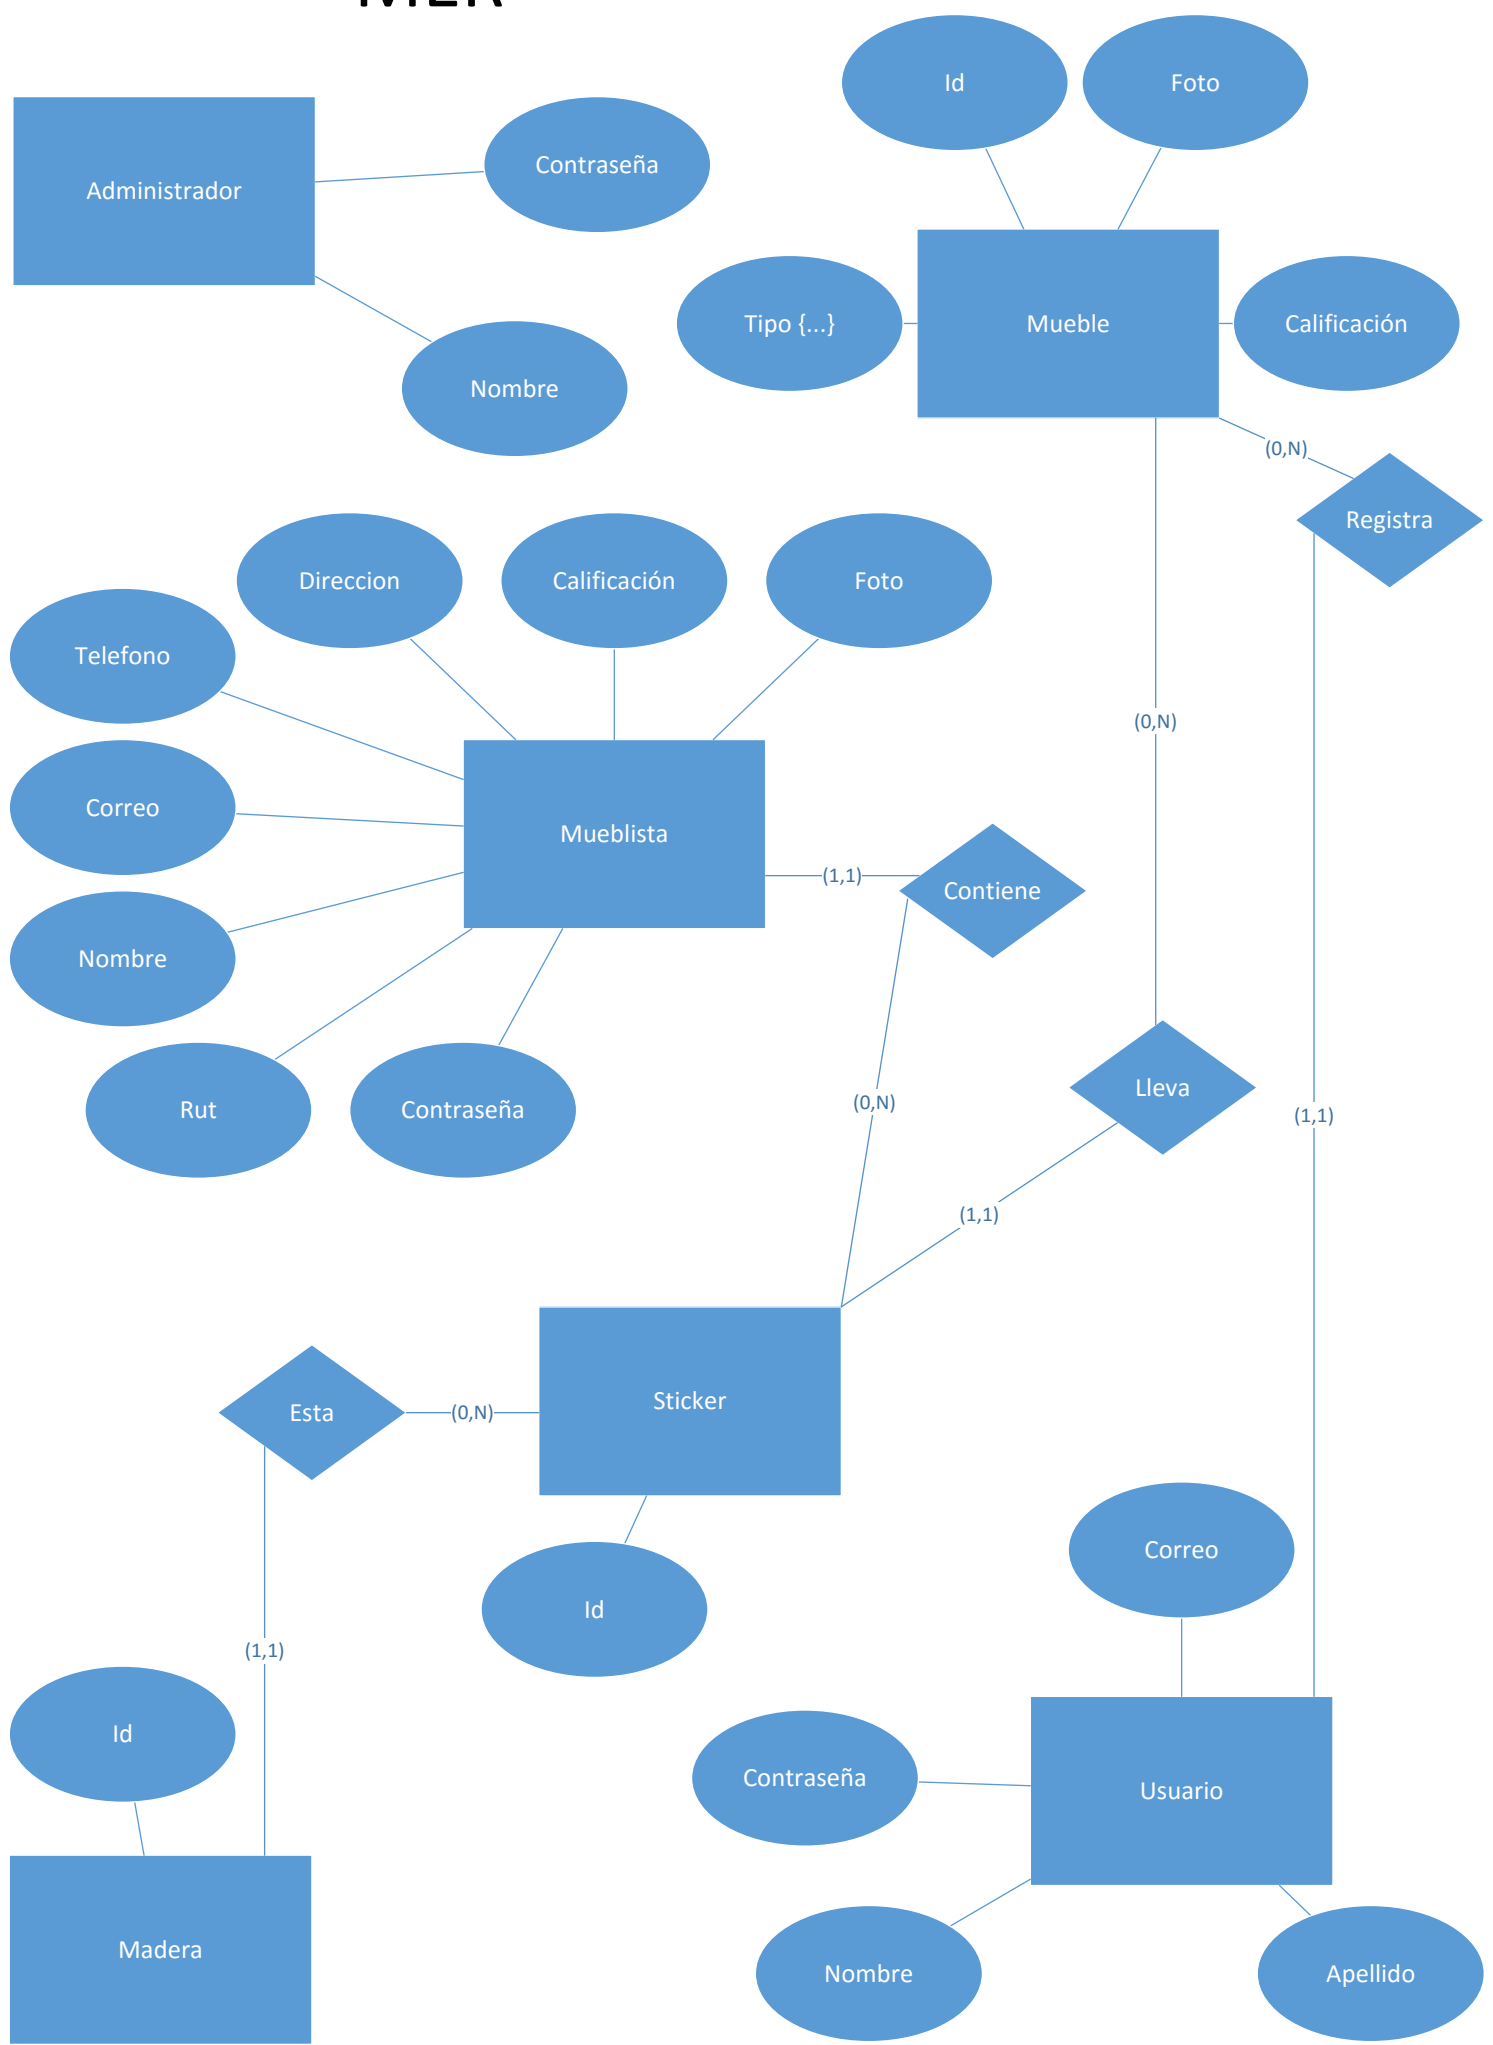 MER
Id
Foto
Contraseña
Administrador
Tipo {...}
Mueble
Calificación
Nombre
(0,N)
Registra
Direccion
Calificación
Foto
Telefono
(0,N)
Correo
Mueblista
(1,1)
Contiene
Nombre
Lleva
(0,N)
Rut
Contraseña
(1,1)
(1,1)
Sticker
Esta
(0,N)
Correo
Id
(1,1)
Id
Contraseña
Usuario
Madera
Nombre
Apellido